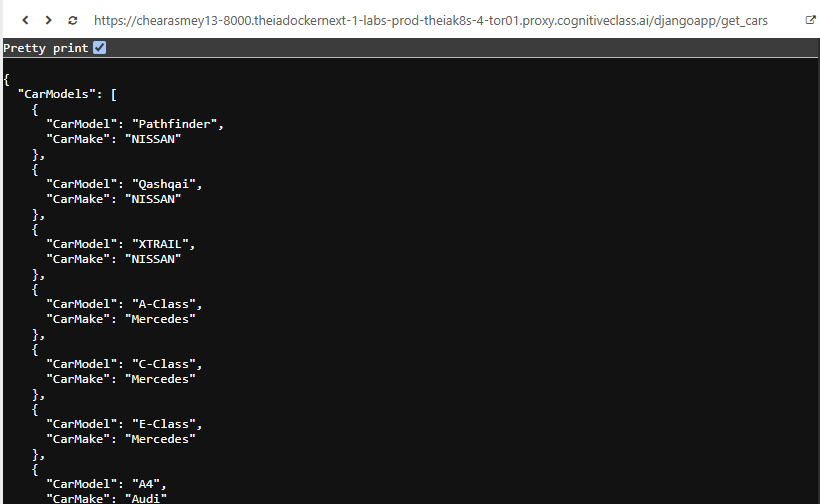 https://chearasmey13-8000.theiadockernext-1-labs-prod-theiak8s-4-tor01.proxy.cognitiveclass.ai/djangoapp/get_cars
Pretty print
{
  "CarModels": [
    {
      "CarModel": "Pathfinder",
      "CarMake": "NISSAN"
    },
    {
      "CarModel": "Qashqai",
      "CarMake": "NISSAN"
    },
    {
      "CarModel": "XTRAIL",
      "CarMake": "NISSAN"
    },
    {
      "CarModel": "A-Class",
      "CarMake": "Mercedes"
    },
    {
      "CarModel": "C-Class",
      "CarMake": "Mercedes"
    },
    {
      "CarModel": "E-Class",
      "CarMake": "Mercedes"
    },
    {
      "CarModel": "A4",
      "CarMake": "Audi"